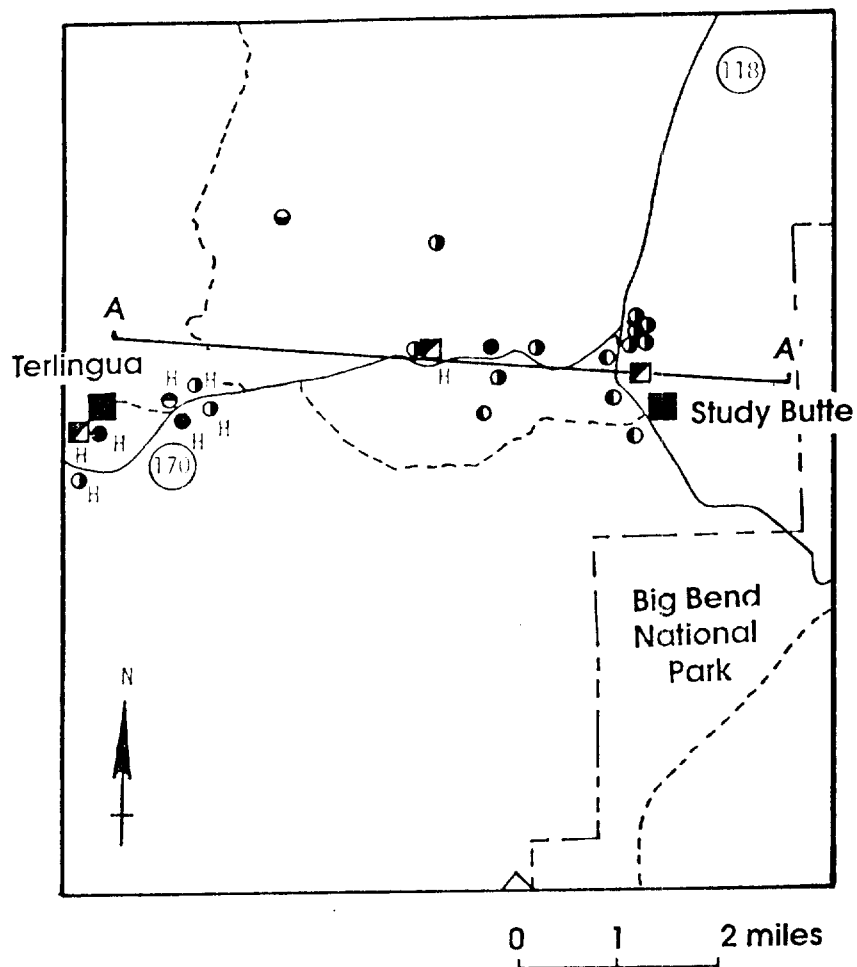 118
A
A'
Terlingua
H
H
Study Butte
H
H
H
H
H
170
H
Big Bend
National
Park
N
0 1 2 miles